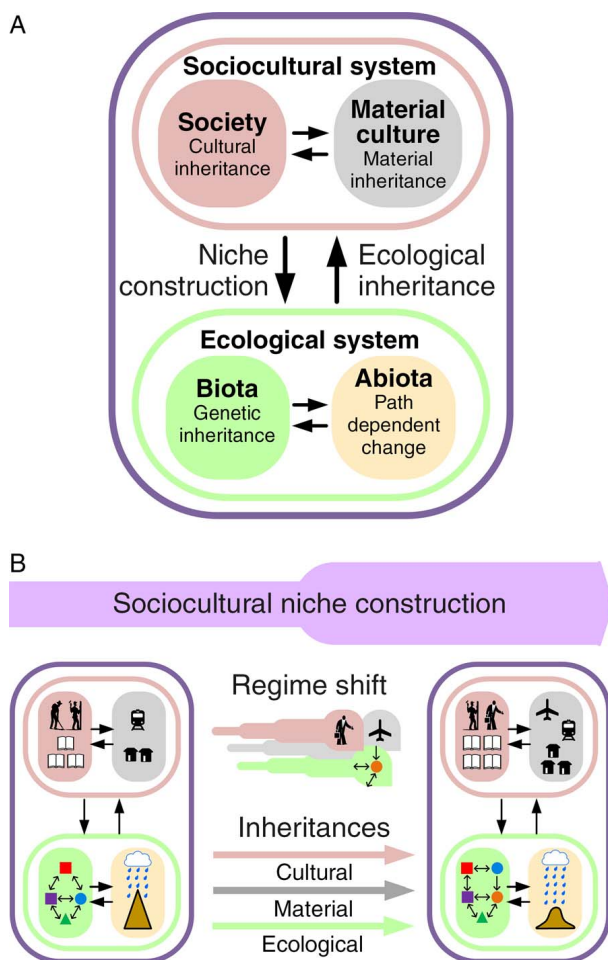 A
Sociocultural system
Society
Cultural
inheritance
Material
culture
Material
inheritance
Niche
construction
Ecological
inheritance
Ecological system
Biota
Genetic
inheritance
Abiota
Path
dependent
change
B
Sociocultural niche construction
Regime shift
Inheritances
Cultural
Material
Ecological